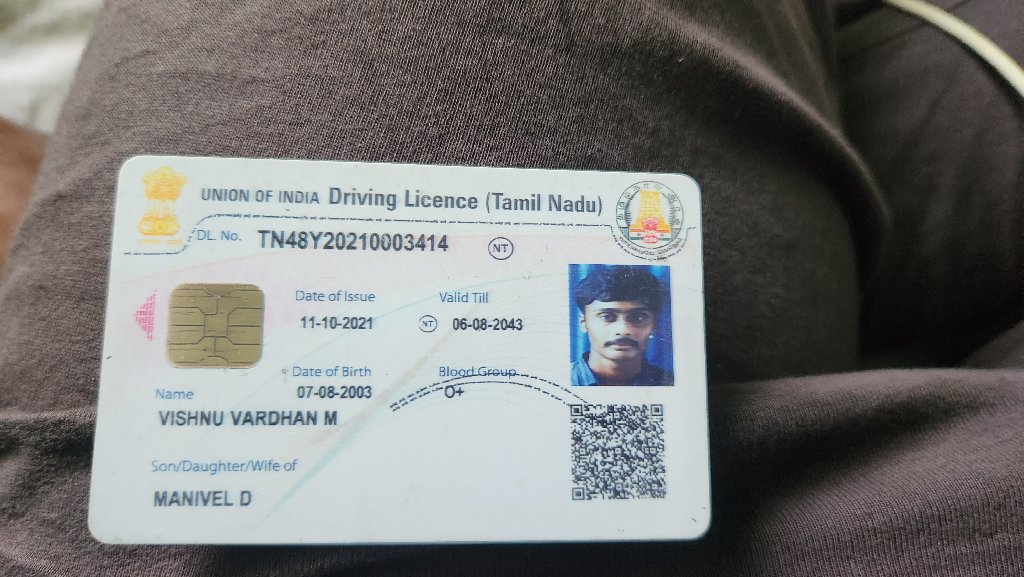 UNION OF INDIA Driving Licence (Tamil Nadu)
DL. No. TN48Y20210003414 NT
Date of Issue Valid Till
11-10-2021 NT 06-08-2043
Name Date of Birth Blood Group
VISHNU VARDHAN M 07-08-2003 O+
Son/Daughter/Wife of
MANIVEL D